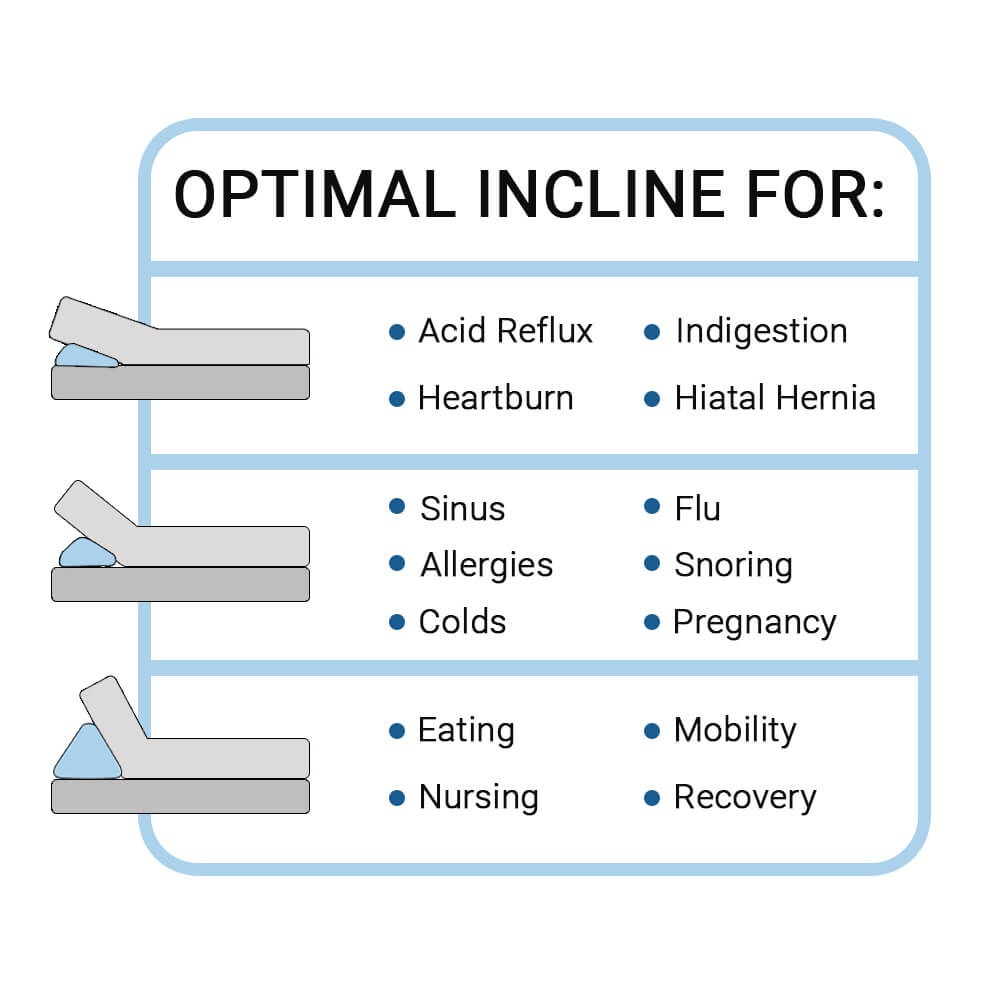 OPTIMAL INCLINE FOR:
Acid Reflux
Indigestion
Heartburn
Hiatal Hernia
Sinus
Flu
Allergies
Snoring
Colds
Pregnancy
Eating
Mobility
Nursing
Recovery